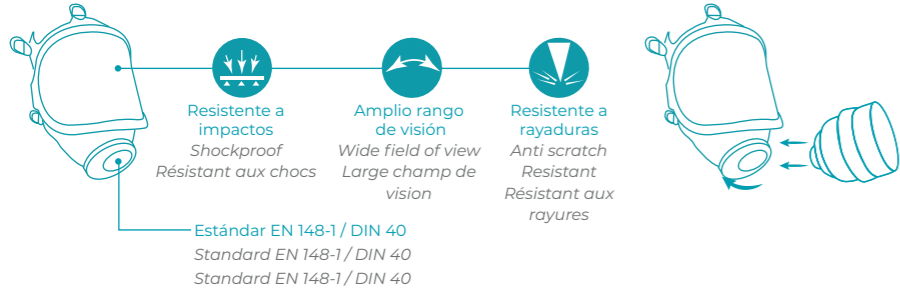 Resistente a
impactos
Shockproof
Résistant aux chocs
Amplio rango
de visión
Wide field of view
Large champ de
vision
Resistente a
rayaduras
Anti scratch
Resistant
Résistant aux
rayures
Estándar EN 148-1 / DIN 40
Standard EN 148-1 / DIN 40
Standard EN 148-1 / DIN 40